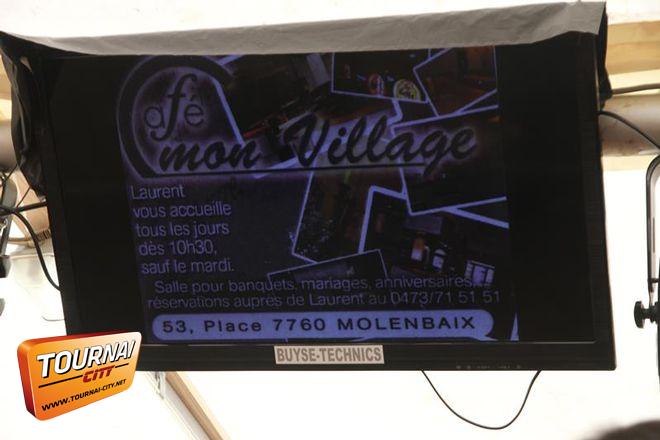 Café
mon Village
Laurent
vous accueille
tous les jours
dès 10h30,
sauf le mardi.
Salle pour banquets, mariages, anniversaires...
réservations auprès de Laurent au 0473/71 51 51
53, Place 7760 MOLENBAIX
BUYSE-TECHNICS
TOURNAI
CITY
WWW.TOURNAI-CITY.NET